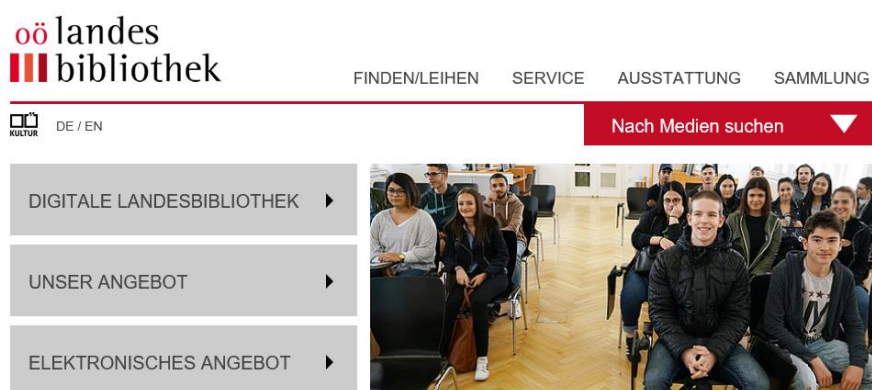 oö landes
bibliothek
FINDEN/LEIHEN SERVICE AUSSTATTUNG SAMMLUNG
KULTUR DE / EN
Nach Medien suchen
DIGITALE LANDESBIBLIOTHEK
UNSER ANGEBOT
ELEKTRONISCHES ANGEBOT